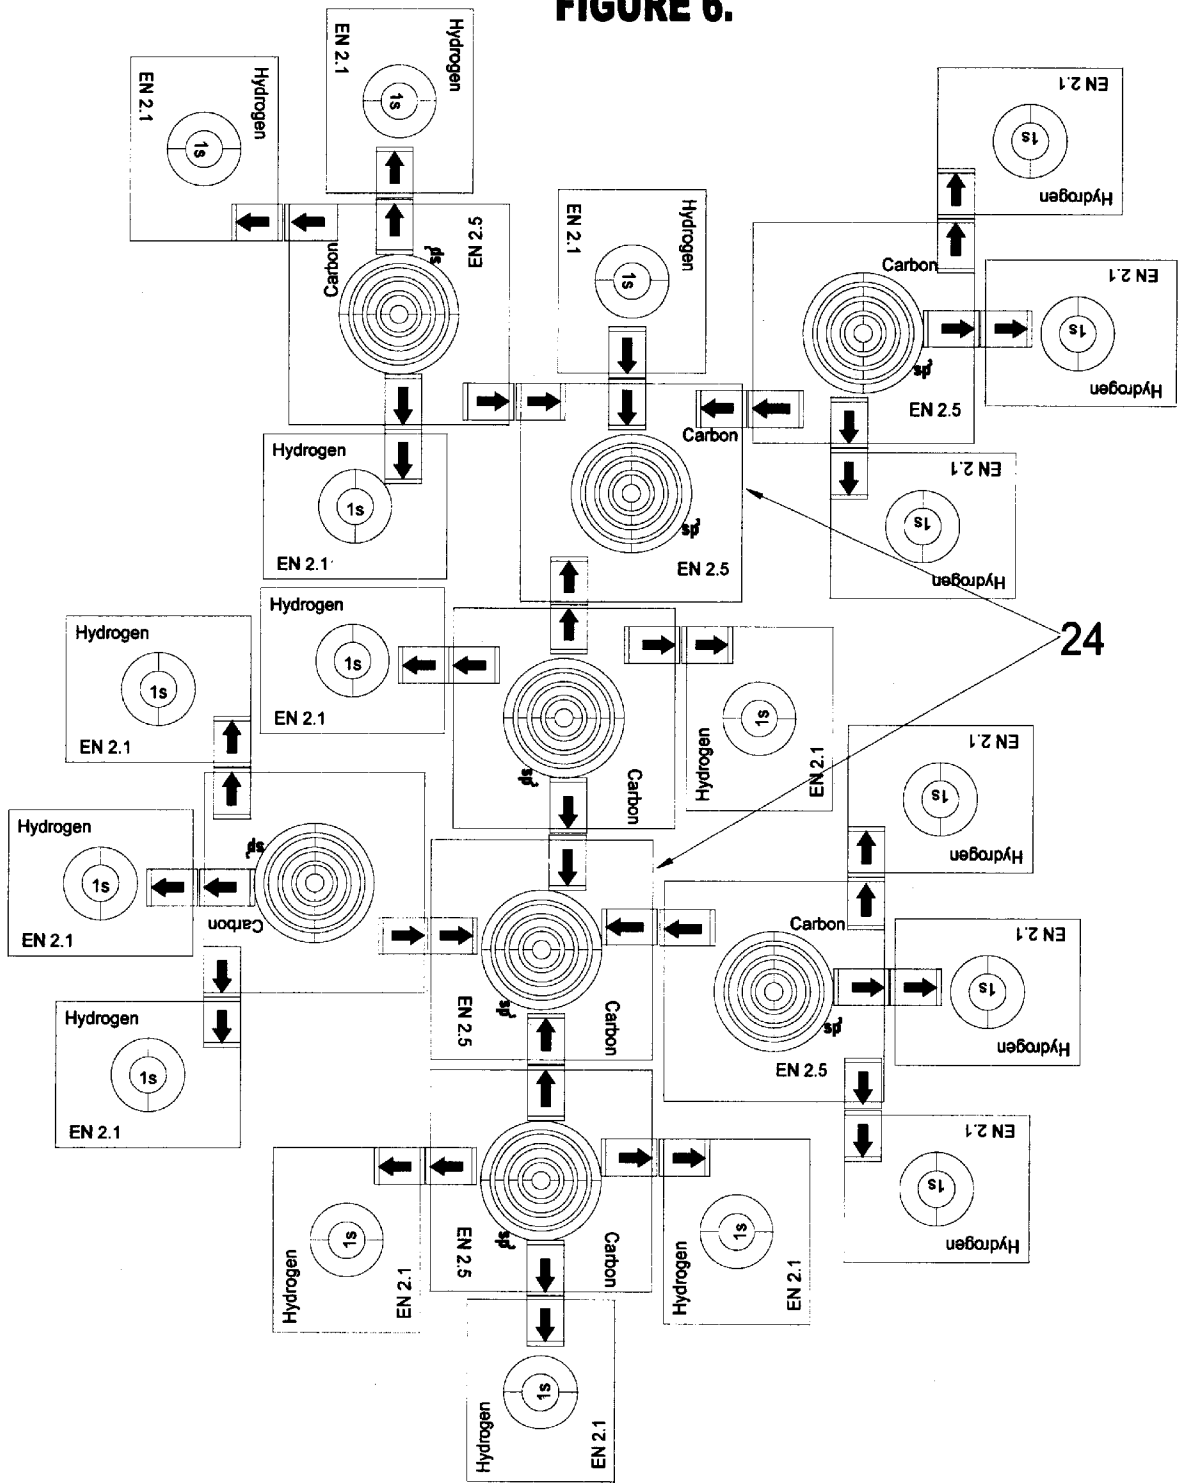 FIGURE 6.
EN 2.1
Hydrogen
1s
EN 2.1
Hydrogen
1s
EN 2.1
1s
Hydrogen
Carbon
sp³
EN 2.5
EN 2.1
Hydrogen
1s
Carbon
sp³
EN 2.5
EN 2.1
1s
Hydrogen
Hydrogen
1s
EN 2.1
Carbon
sp³
EN 2.5
EN 2.1
1s
Hydrogen
Hydrogen
1s
EN 2.1
24
Hydrogen
1s
EN 2.1
sp³
Carbon
Hydrogen
1s
EN 2.1
EN 2.1
1s
Hydrogen
Hydrogen
1s
EN 2.1
sp³
Carbon
EN 2.5
sp³
Carbon
Carbon
sp³
EN 2.5
EN 2.1
1s
Hydrogen
Hydrogen
1s
EN 2.1
EN 2.1
1s
Hydrogen
Hydrogen
1s
EN 2.1
EN 2.5
sp³
Carbon
Hydrogen
1s
EN 2.1
Hydrogen
1s
EN 2.1